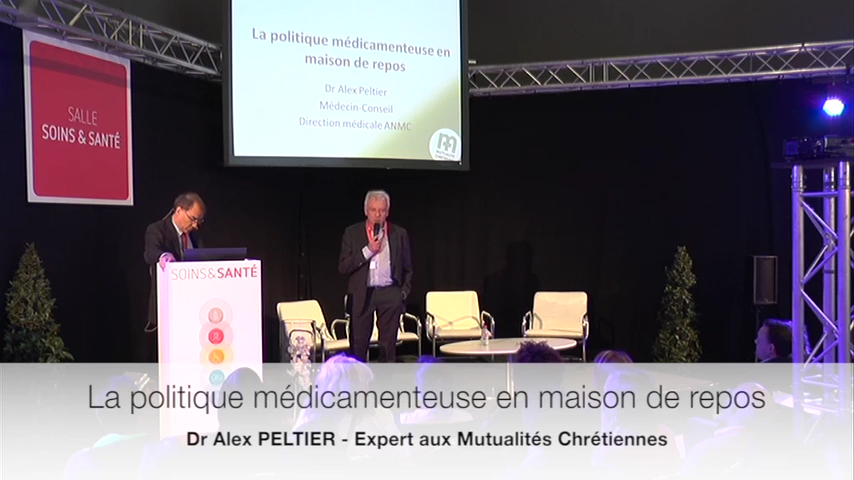 La politique médicamenteuse en
maison de repos
Dr Alex Peltier
Médecin-Conseil
Direction médicale ANMC
SALLE
SOINS & SANTÉ
SOINS&SANTÉ
La politique médicamenteuse en maison de repos
Dr Alex PELTIER - Expert aux Mutualités Chrétiennes